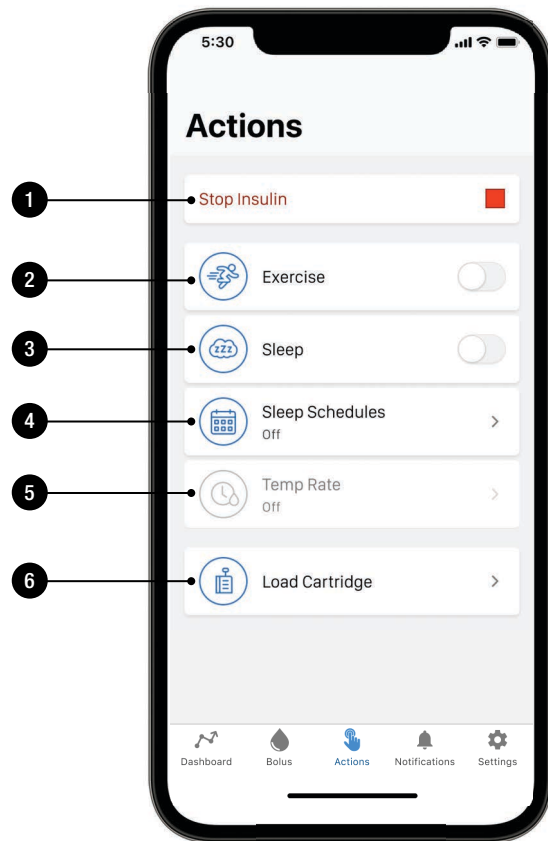 5:30
Actions
1
Stop Insulin
2
Exercise
3
zzz
Sleep
4
Sleep Schedules
Off
5
Temp Rate
Off
6
Load Cartridge
Dashboard
Bolus
Actions
Notifications
Settings